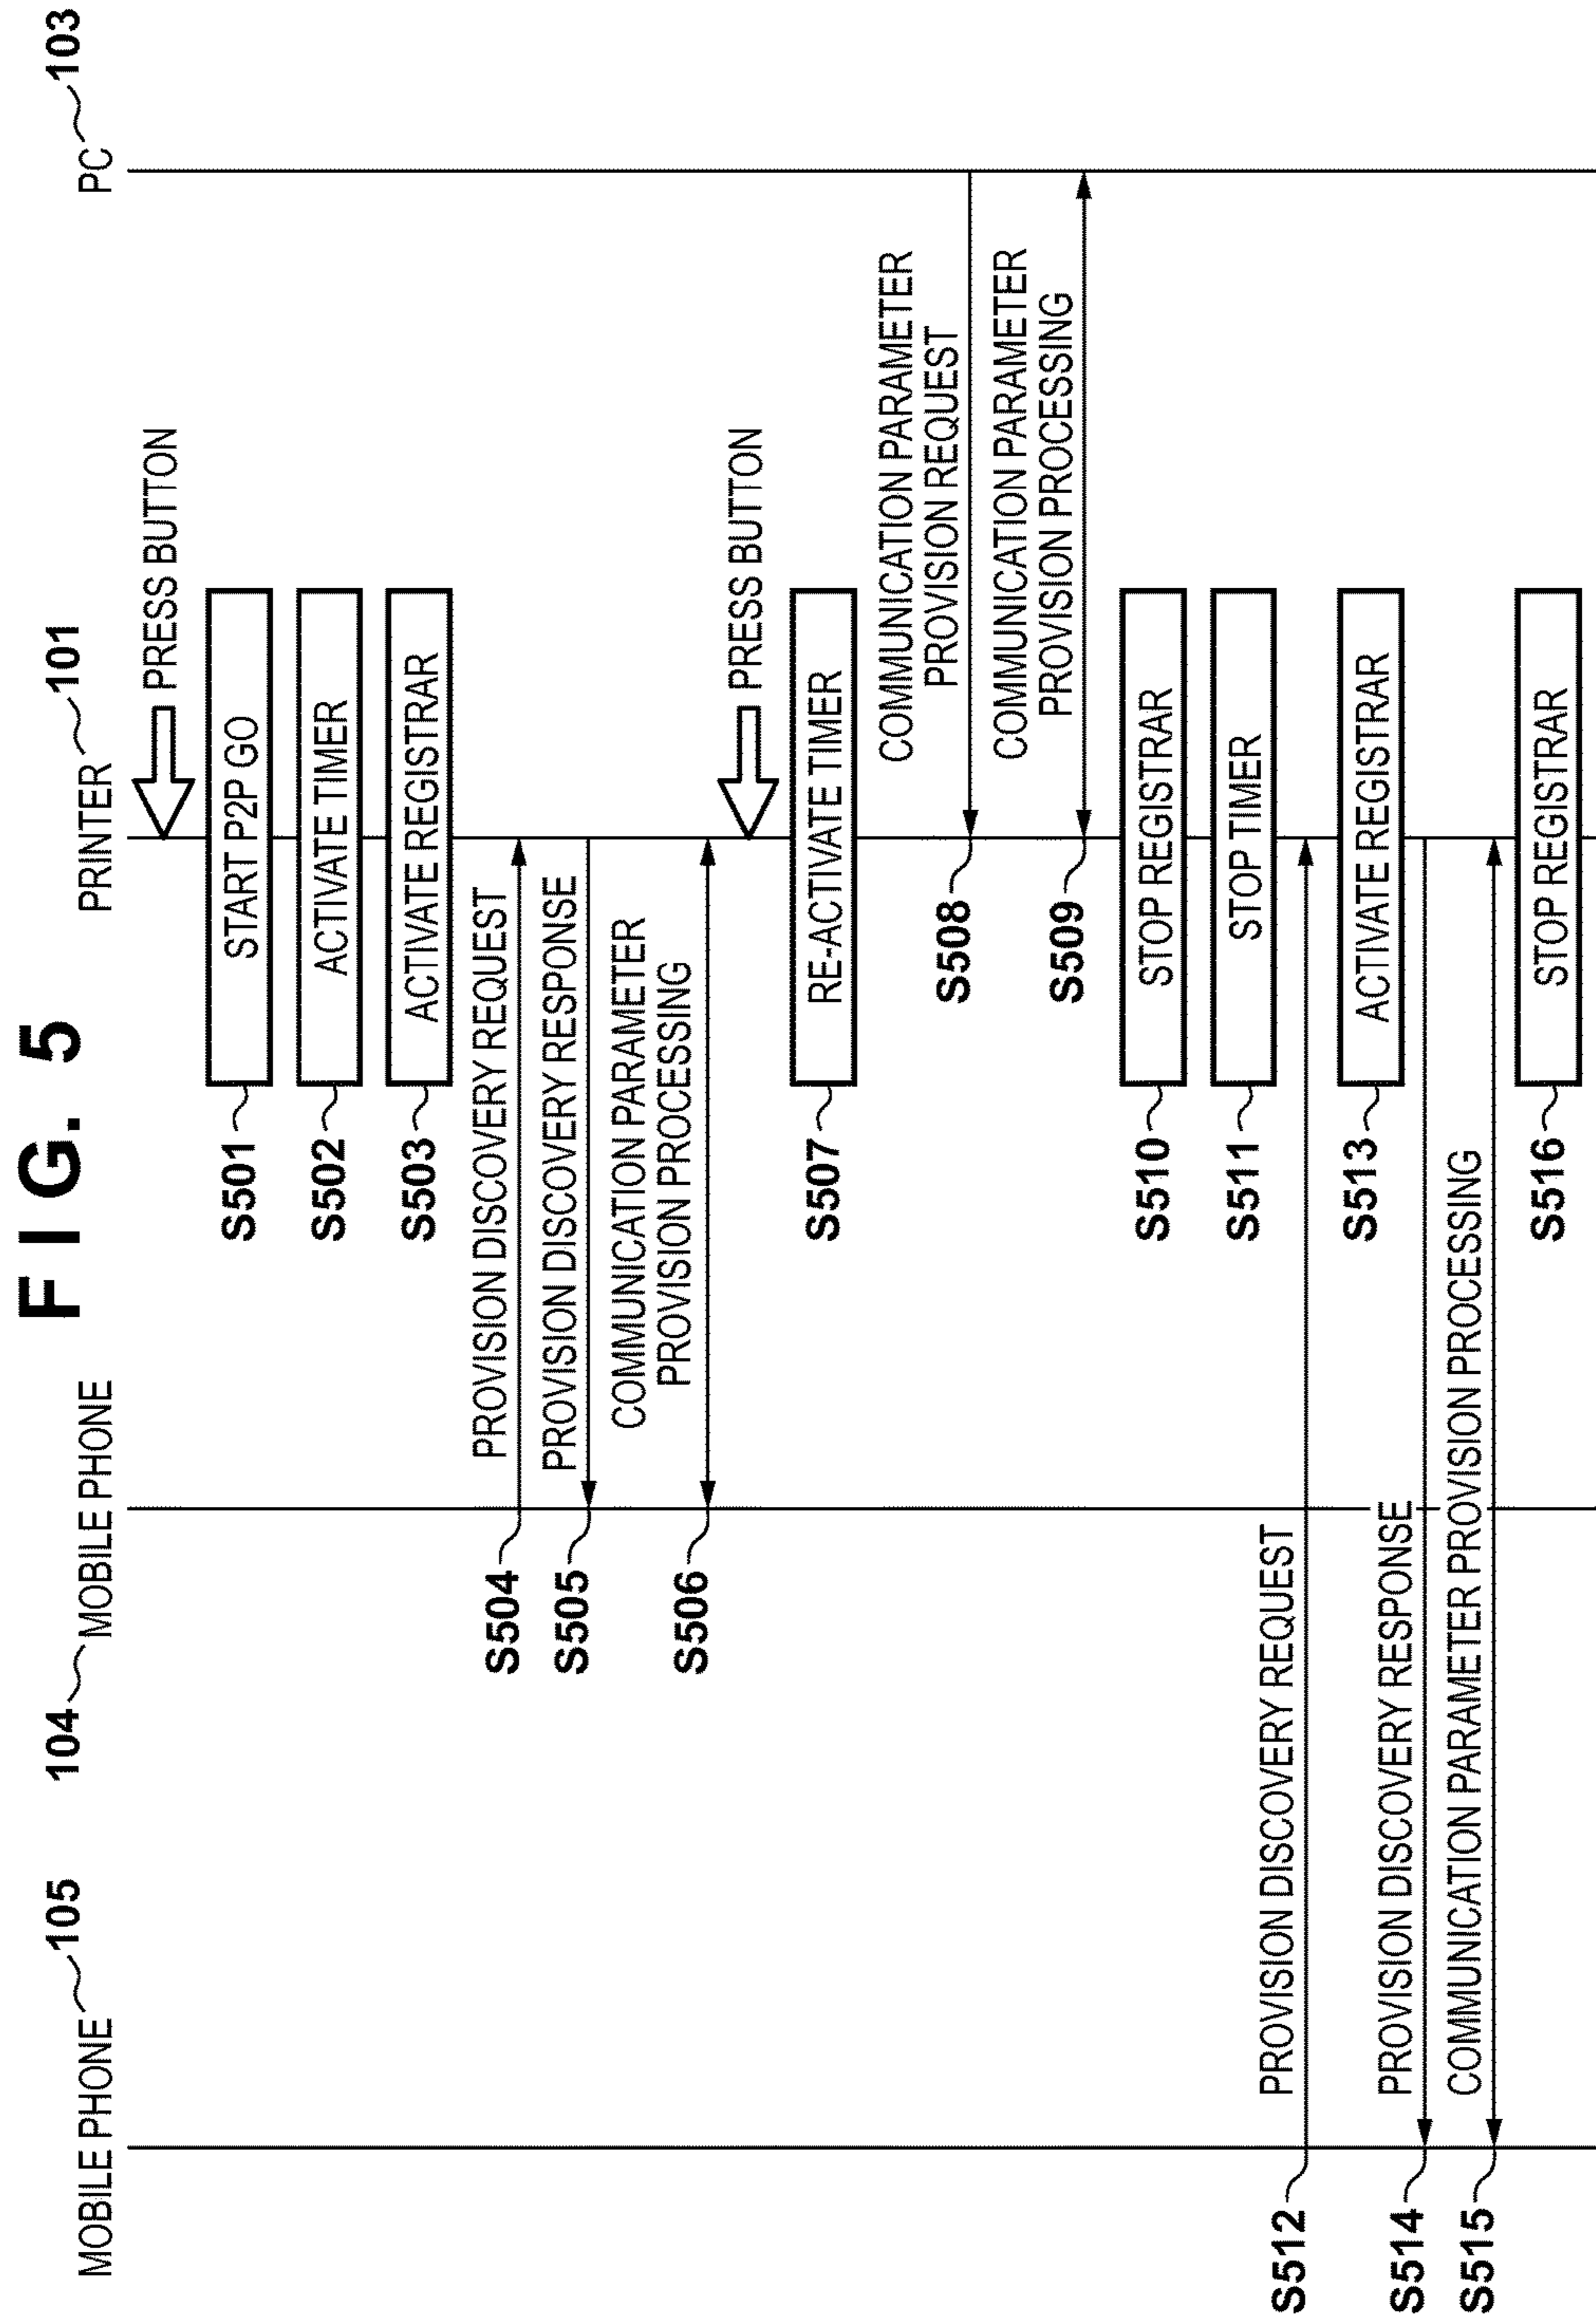 FIG. 5
MOBILE PHONE 105
104 MOBILE PHONE
PRINTER 101
PC 103
PRESS BUTTON
S501
START P2P GO
S502
ACTIVATE TIMER
S503
ACTIVATE REGISTRAR
PROVISION DISCOVERY REQUEST
S504
PROVISION DISCOVERY RESPONSE
S505
COMMUNICATION PARAMETER
PROVISION PROCESSING
S506
PRESS BUTTON
S507
RE-ACTIVATE TIMER
COMMUNICATION PARAMETER
PROVISION REQUEST
S508
COMMUNICATION PARAMETER
PROVISION PROCESSING
S509
S510
STOP REGISTRAR
S511
STOP TIMER
PROVISION DISCOVERY REQUEST
S512
S513
ACTIVATE REGISTRAR
PROVISION DISCOVERY RESPONSE
S514
COMMUNICATION PARAMETER PROVISION PROCESSING
S515
S516
STOP REGISTRAR